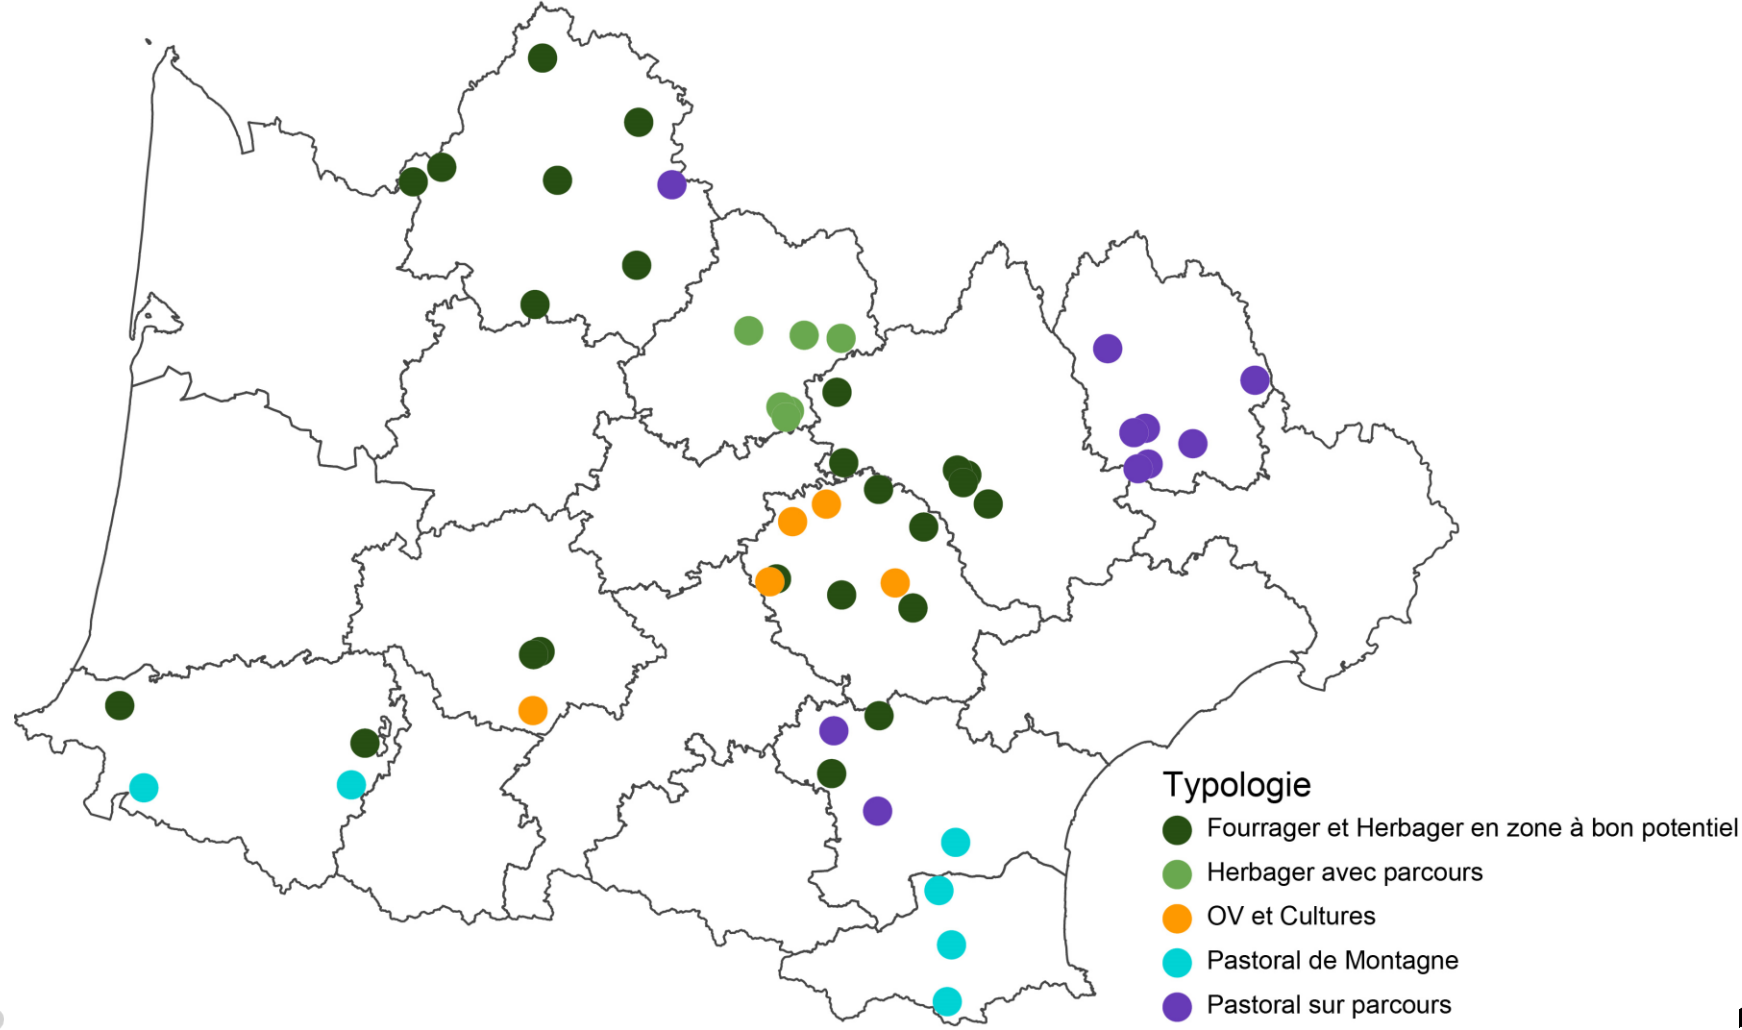 Typologie
Fourrager et Herbager en zone à bon potentiel
Herbager avec parcours
OV et Cultures
Pastoral de Montagne
Pastoral sur parcours